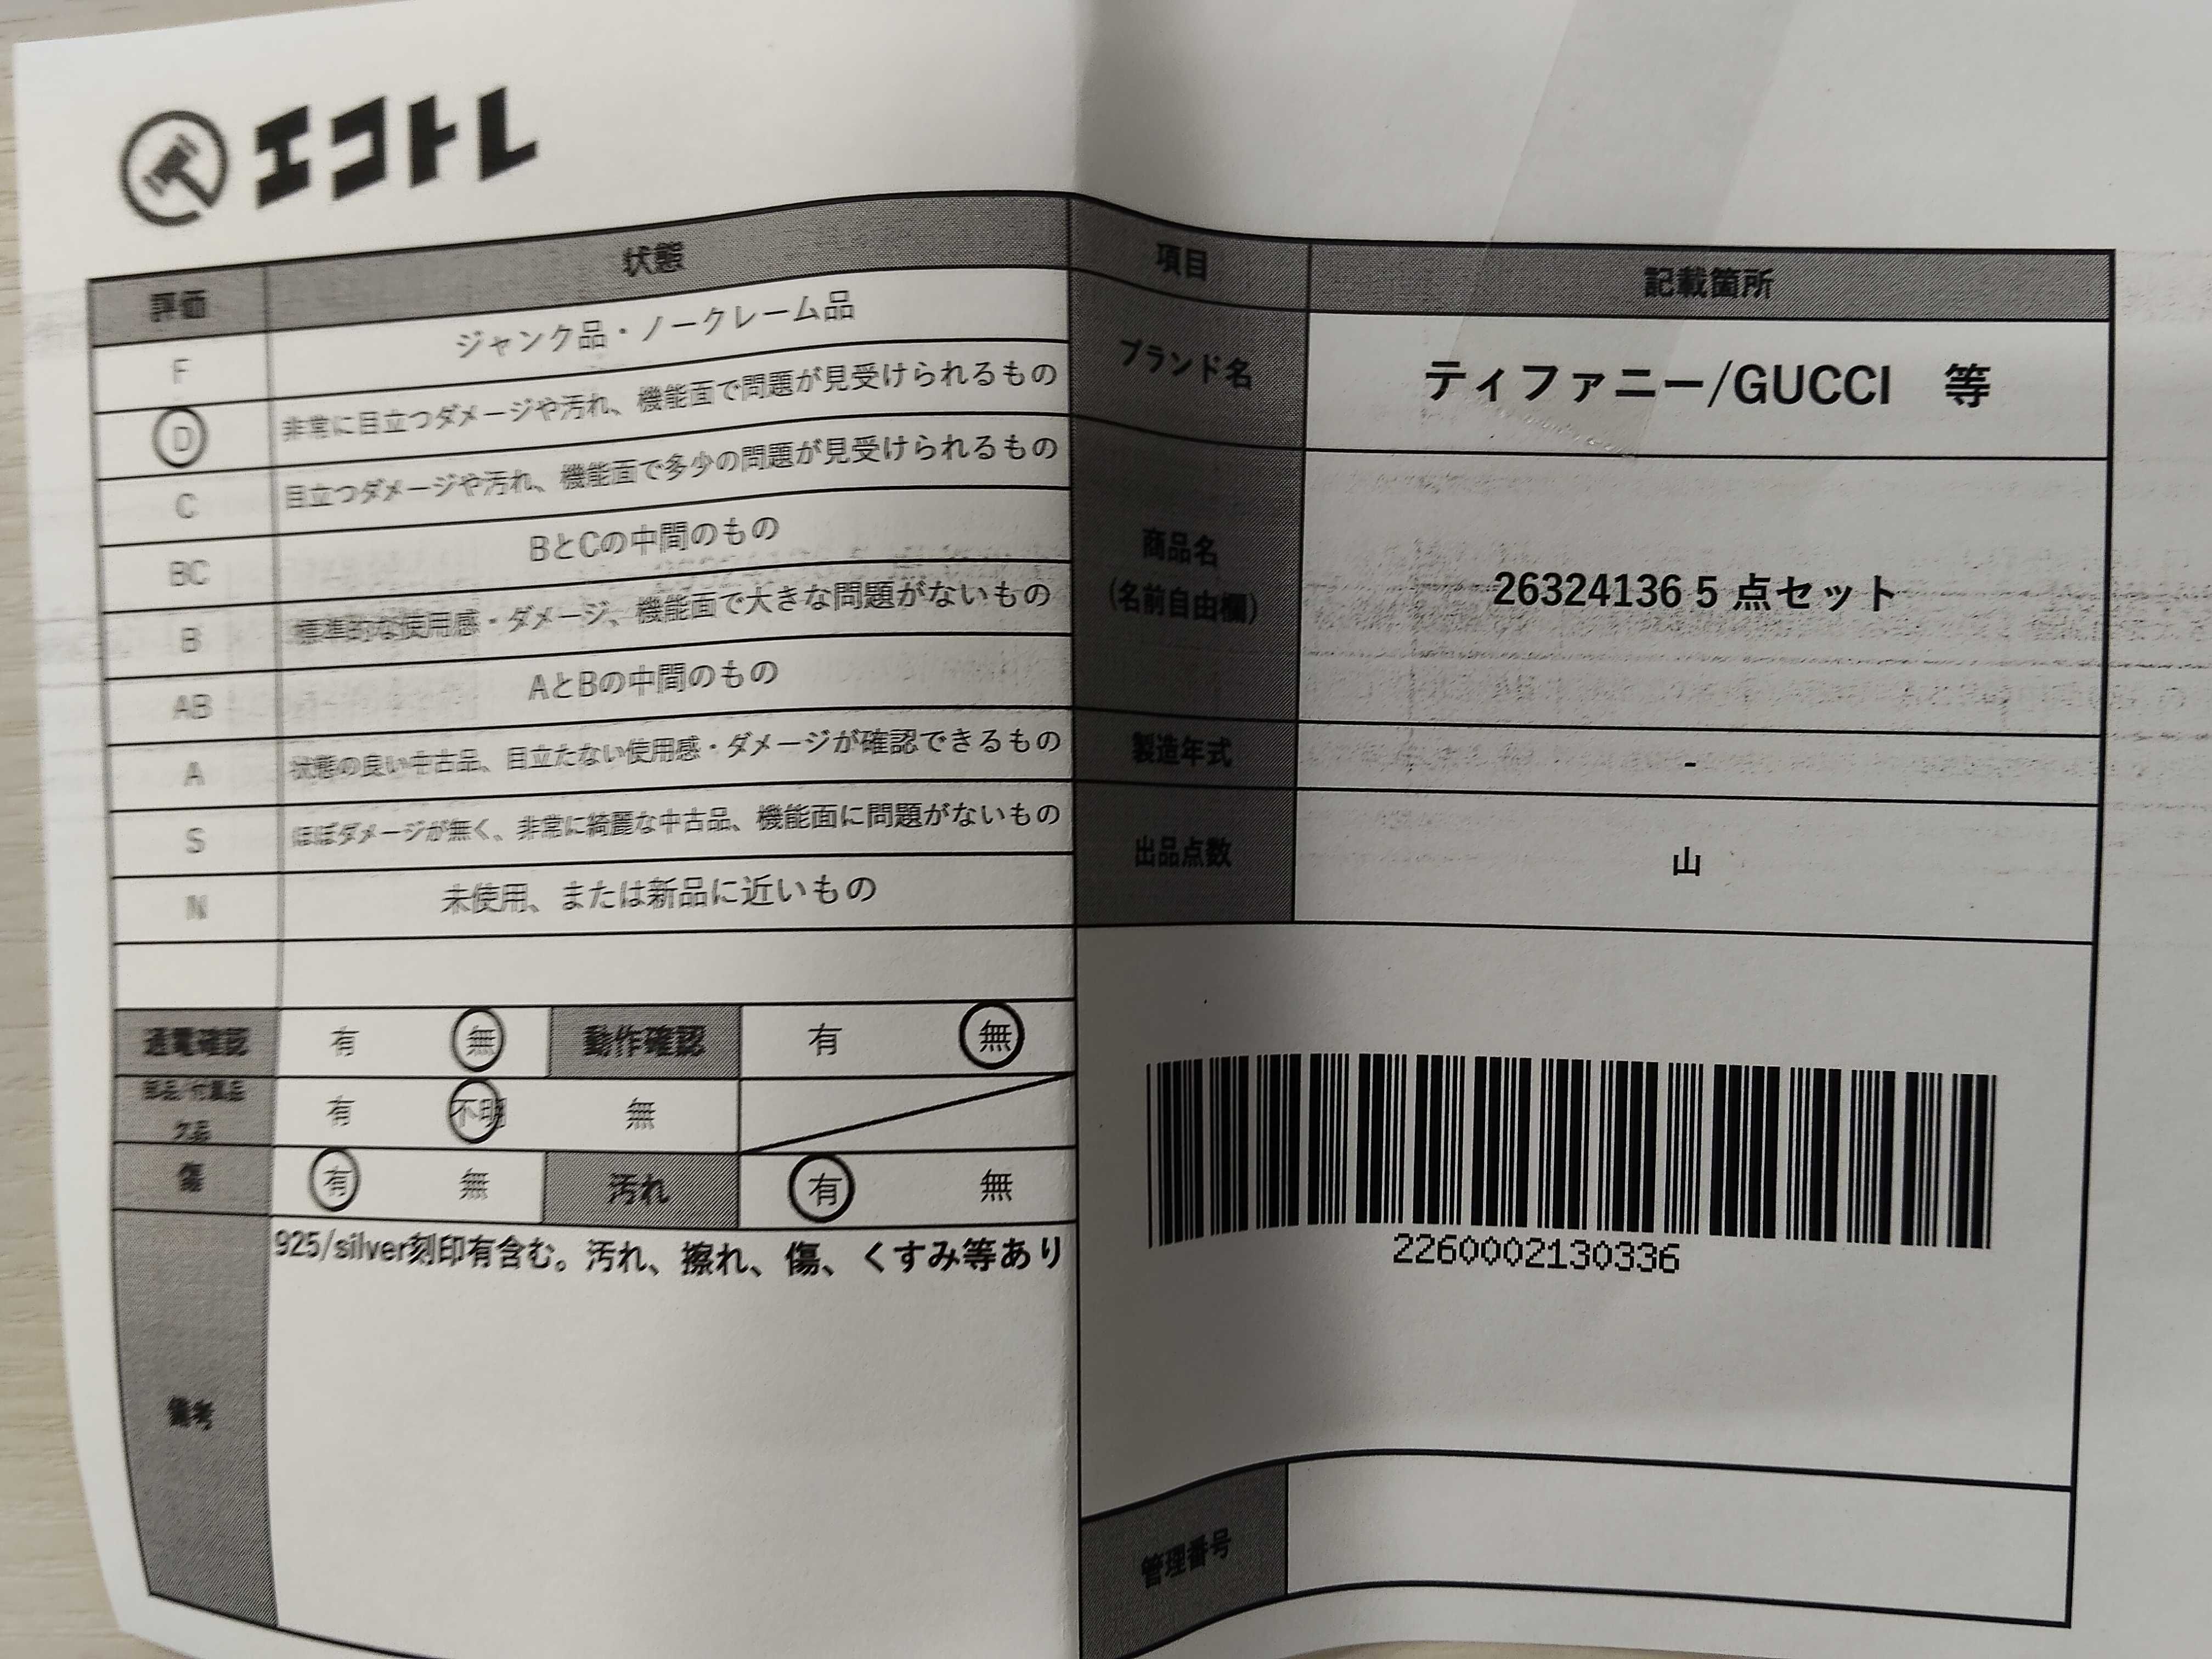 エコトレ
評価 状態
F ジャンク品・ノークレーム品
D 非常に目立つダメージや汚れ、機能面で問題が見受けられるもの
C 目立つダメージや汚れ、機能面で多少の問題が見受けられるもの
BC BとCの中間のもの
B 標準的な使用感・ダメージ、機能面で大きな問題がないもの
AB AとBの中間のもの
A 状態の良い中古品、目立たない使用感・ダメージが確認できるもの
S ほぼダメージが無く、非常に綺麗な中古品、機能面に問題がないもの
N 未使用、または新品に近いもの
通電確認 有 無 動作確認 有 無
部品/付属品
欠品 有 不明 無
傷 有 無 汚れ 有 無
備考 925/silver刻印有含む。汚れ、擦れ、傷、くすみ等あり
項目 記載箇所
ブランド名 ティファニー/GUCCI 等
商品名
(名前自由欄) 26324136 5 点セット
製造年式 -
出品点数 山
2260002130336
管理番号